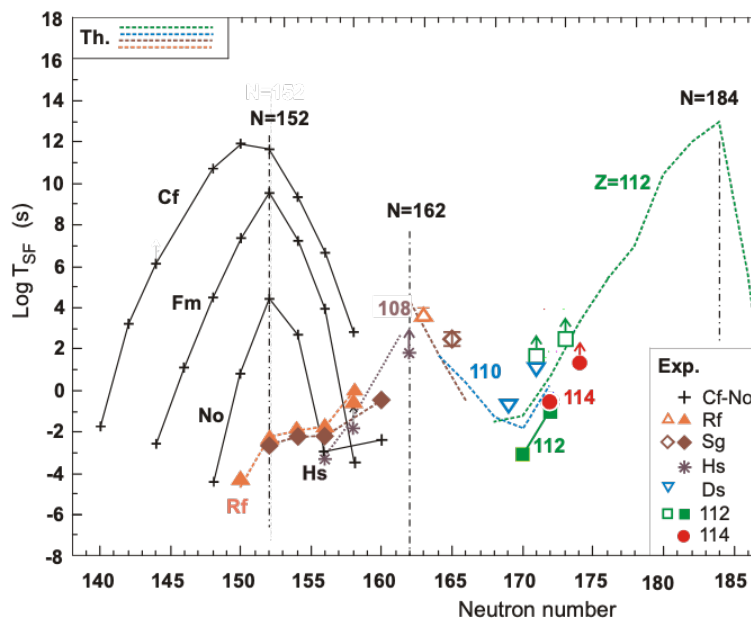 Th.
N=152
N=152
N=184
N=162
Cf
Fm
No
Rf
Hs
108
110
112
114
Z=112
Log T_SF (s)
18
16
14
12
10
8
6
4
2
0
-2
-4
-6
-8
140 145 150 155 160 165 170 175 180 185
Neutron number
Exp.
Cf-No
Rf
Sg
Hs
Ds
112
114